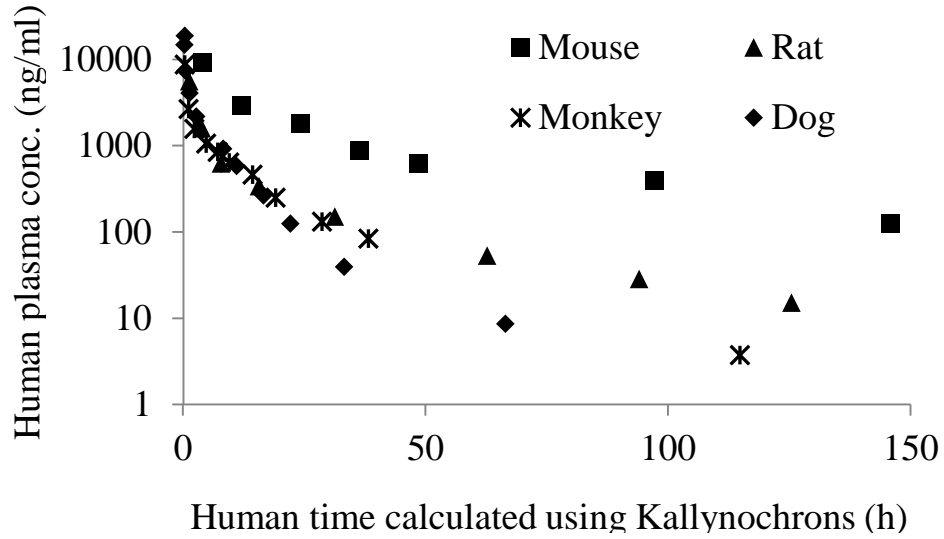 Human plasma conc. (ng/ml)
10000
1000
100
10
1
0
50
100
150
Mouse
Rat
Monkey
Dog
Human time calculated using Kallynochrons (h)